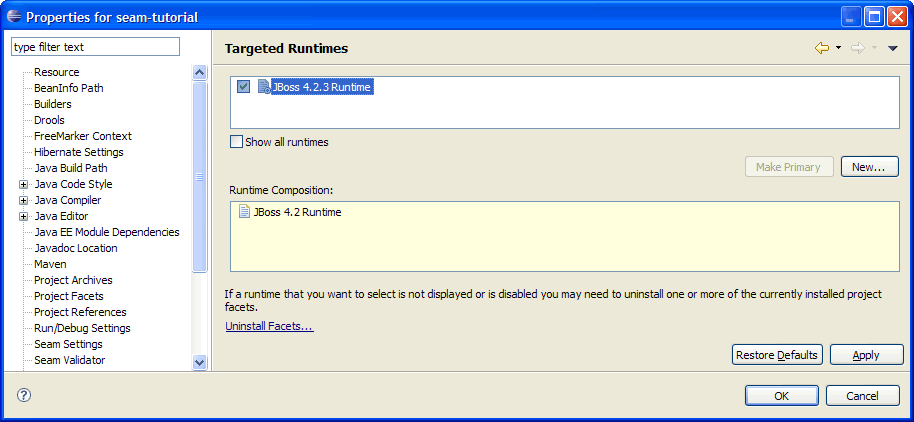 Properties for seam-tutorial
type filter text
Resource
BeanInfo Path
Builders
Drools
FreeMarker Context
Hibernate Settings
Java Build Path
Java Code Style
Java Compiler
Java Editor
Java EE Module Dependencies
Javadoc Location
Maven
Project Archives
Project Facets
Project References
Run/Debug Settings
Seam Settings
Seam Validator
Targeted Runtimes
JBoss 4.2.3 Runtime
Show all runtimes
Make Primary
New...
Runtime Composition:
JBoss 4.2 Runtime
If a runtime that you want to select is not displayed or is disabled you may need to uninstall one or more of the currently installed project
facets.
Uninstall Facets...
Restore Defaults
Apply
OK
Cancel